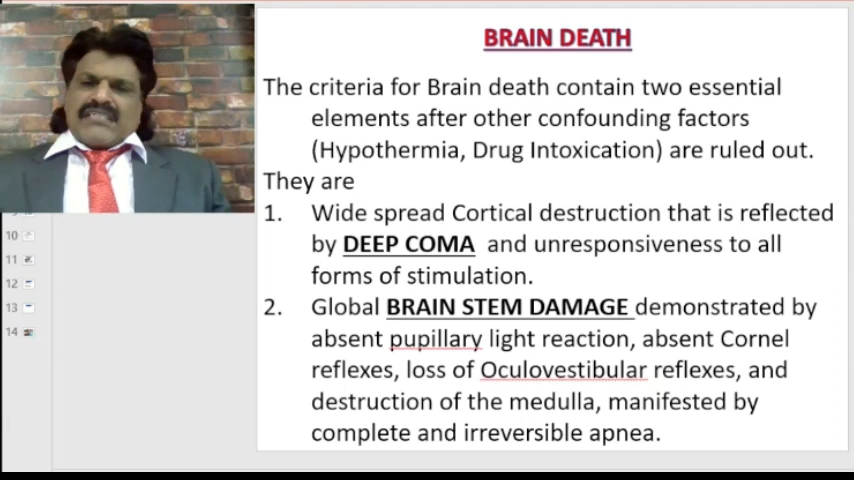 BRAIN DEATH
The criteria for Brain death contain two essential
elements after other confounding factors
(Hypothermia, Drug Intoxication) are ruled out.
They are
1. Wide spread Cortical destruction that is reflected
by DEEP COMA and unresponsiveness to all
forms of stimulation.
2. Global BRAIN STEM DAMAGE demonstrated by
absent pupillary light reaction, absent Cornel
reflexes, loss of Oculovestibular reflexes, and
destruction of the medulla, manifested by
complete and irreversible apnea.
10
11
12
13
14